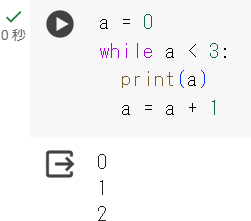 a = 0
while a < 3:
  print(a)
  a = a + 1
0 秒
0
1
2